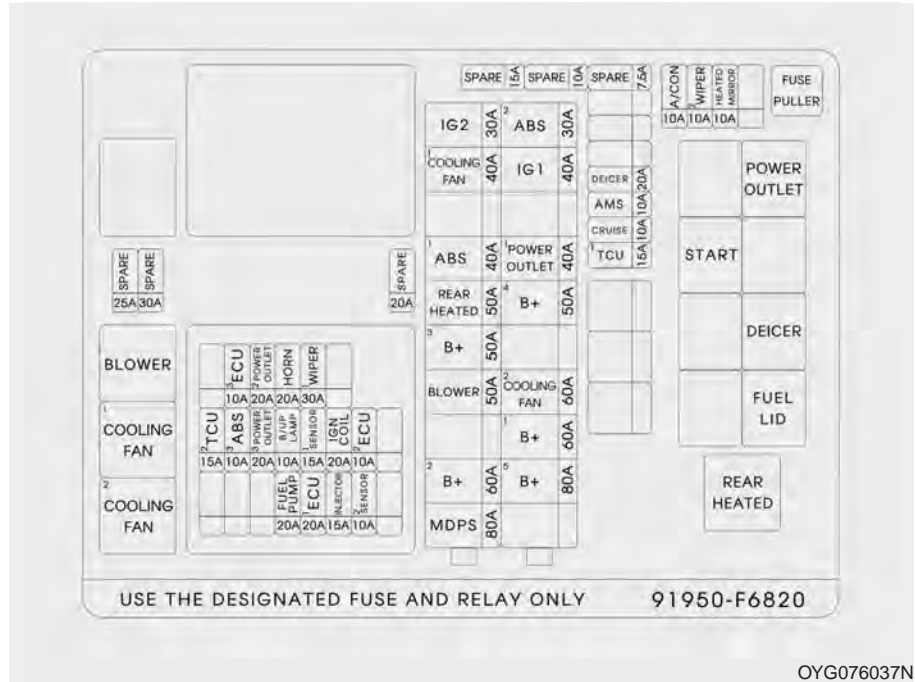 SPARE 15A SPARE 10A SPARE 7.5A
A/CON 10A
2 WIPER 10A
HEATED MIRROR 10A
FUSE PULLER
IG2 30A
2 ABS 30A
1 COOLING FAN 40A
IG1 40A
DEICER 20A
AMS 10A
CRUISE 10A
1 TCU 15A
POWER OUTLET
START
DEICER
FUEL LID
REAR HEATED
SPARE 25A
SPARE 30A
SPARE 20A
1 ABS 40A
1 POWER OUTLET 40A
REAR HEATED 50A
4 B+ 50A
3 B+ 50A
BLOWER 50A
2 COOLING FAN 60A
1 B+ 60A
2 B+ 60A
5 B+ 80A
MDPS 80A
BLOWER
1 COOLING FAN
2 COOLING FAN
3 ECU 10A
2 POWER OUTLET 20A
HORN 20A
1 WIPER 30A
2 TCU 15A
3 ABS 10A
3 POWER OUTLET 20A
B/UP LAMP 10A
1 SENSOR 15A
IGN COIL 20A
2 ECU 10A
FUEL PUMP 20A
1 ECU 20A
INJECTOR 15A
2 SENSOR 10A
USE THE DESIGNATED FUSE AND RELAY ONLY 91950-F6820
OYG076037N